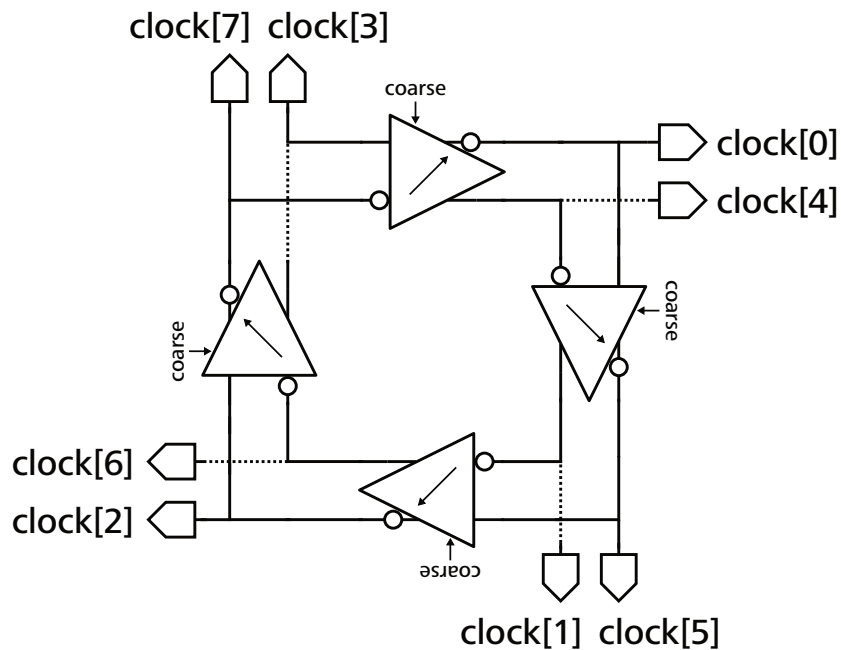 clock[7] clock[3]
coarse
clock[0]
clock[4]
coarse
coarse
clock[6]
clock[2]
coarse
clock[1] clock[5]